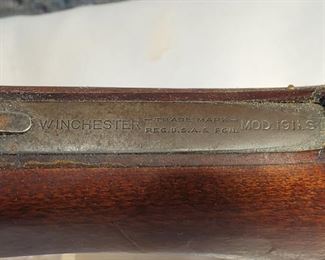 WINCHESTER -TRADE MARK- MOD. 1911. S
REG. U.S.A. & FGN.